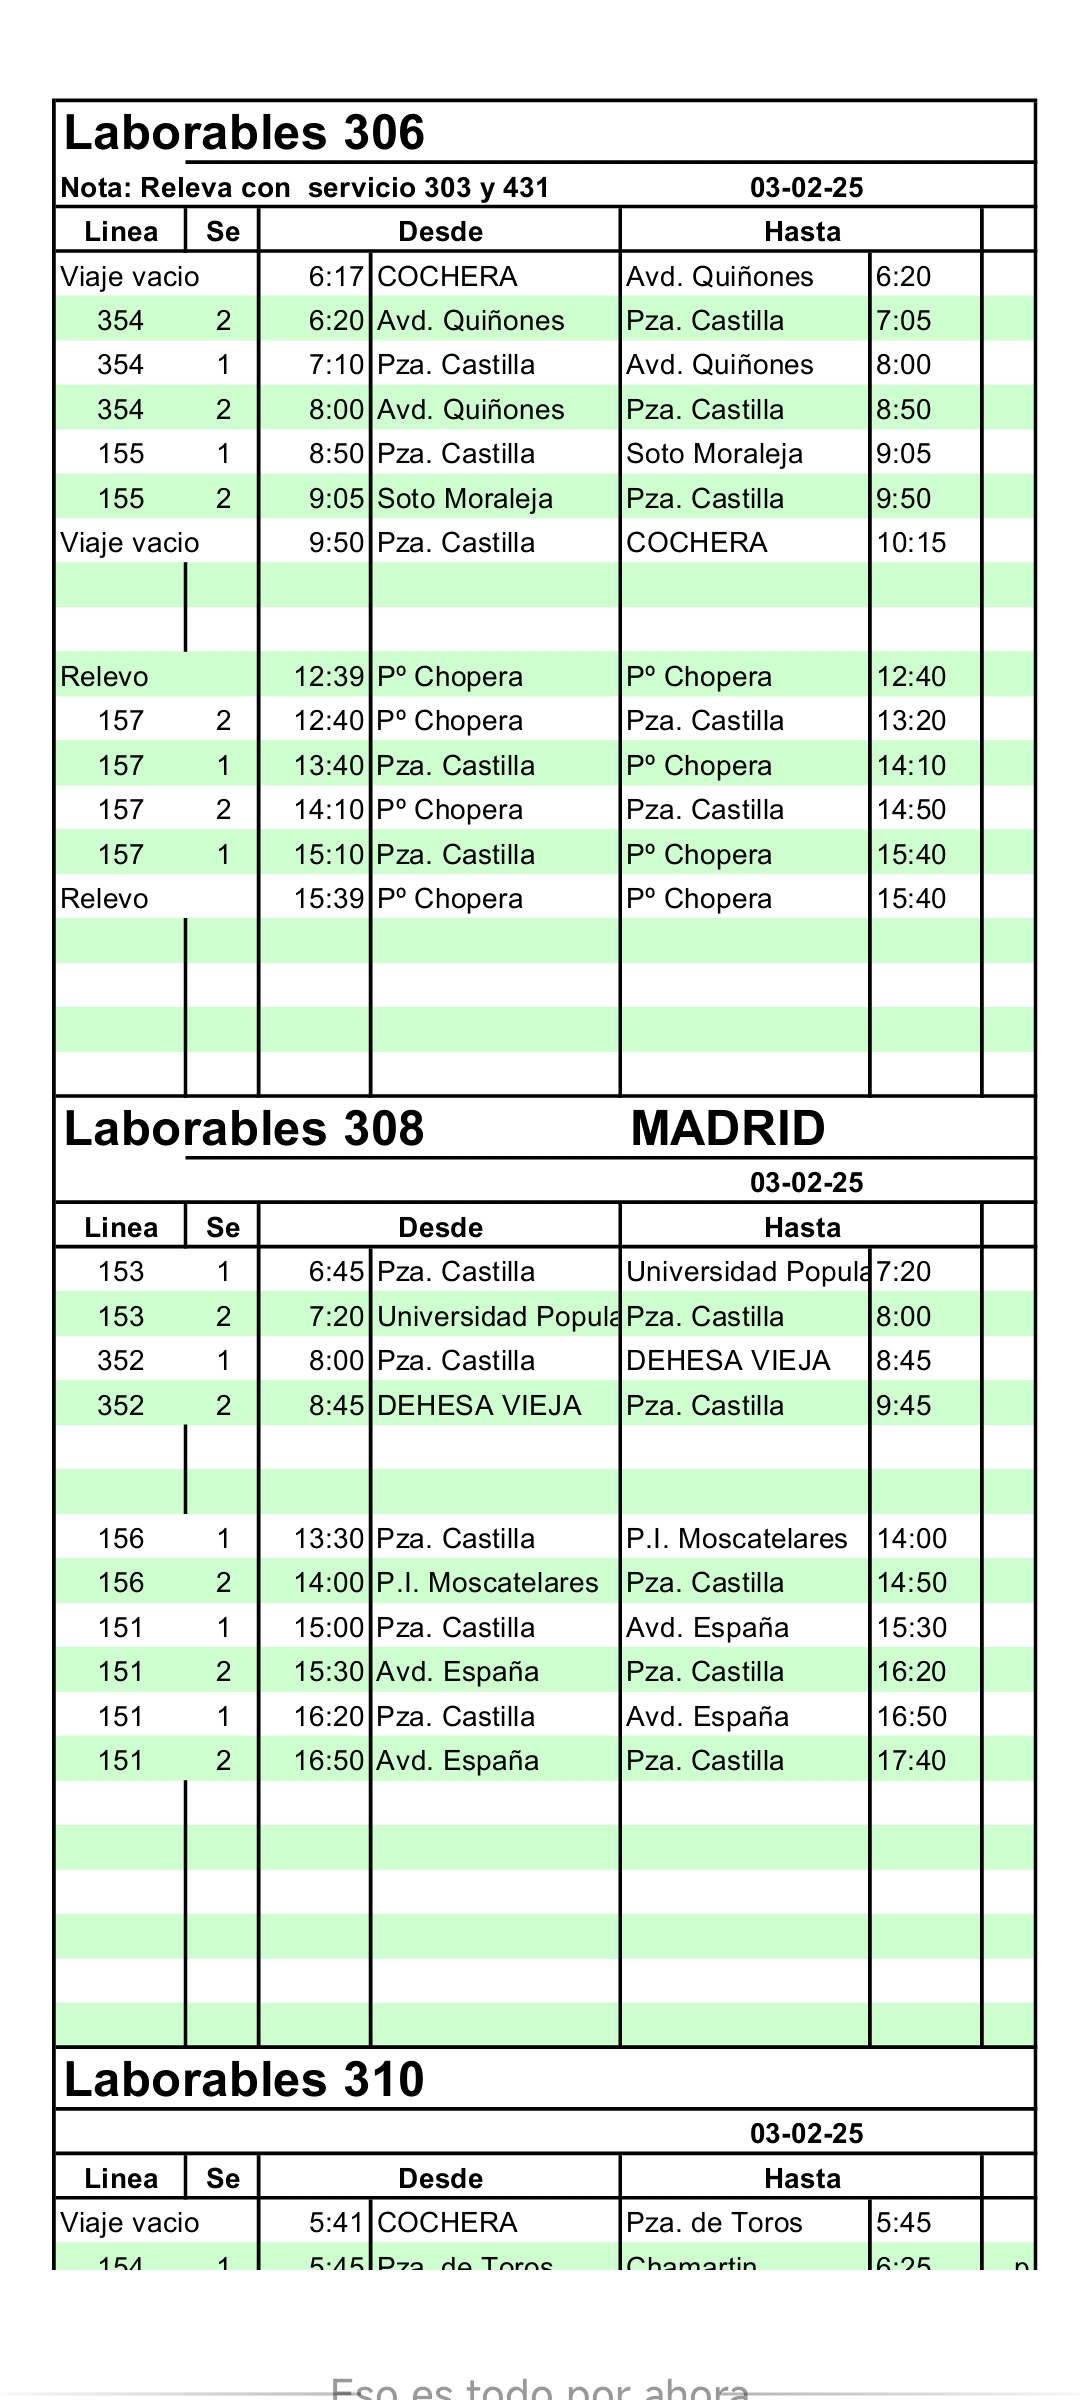 Laborables 306
Nota: Releva con  servicio 303 y 431 03-02-25
Linea Se Desde Hasta
Viaje vacio 6:17 COCHERA Avd. Quiñones 6:20
354 2 6:20 Avd. Quiñones Pza. Castilla 7:05
354 1 7:10 Pza. Castilla Avd. Quiñones 8:00
354 2 8:00 Avd. Quiñones Pza. Castilla 8:50
155 1 8:50 Pza. Castilla Soto Moraleja 9:05
155 2 9:05 Soto Moraleja Pza. Castilla 9:50
Viaje vacio 9:50 Pza. Castilla COCHERA 10:15
Relevo 12:39 Pº Chopera Pº Chopera 12:40
157 2 12:40 Pº Chopera Pza. Castilla 13:20
157 1 13:40 Pza. Castilla Pº Chopera 14:10
157 2 14:10 Pº Chopera Pza. Castilla 14:50
157 1 15:10 Pza. Castilla Pº Chopera 15:40
Relevo 15:39 Pº Chopera Pº Chopera 15:40
Laborables 308 MADRID
03-02-25
Linea Se Desde Hasta
153 1 6:45 Pza. Castilla Universidad Popula 7:20
153 2 7:20 Universidad Popula Pza. Castilla 8:00
352 1 8:00 Pza. Castilla DEHESA VIEJA 8:45
352 2 8:45 DEHESA VIEJA Pza. Castilla 9:45
156 1 13:30 Pza. Castilla P.I. Moscatelares 14:00
156 2 14:00 P.I. Moscatelares Pza. Castilla 14:50
151 1 15:00 Pza. Castilla Avd. España 15:30
151 2 15:30 Avd. España Pza. Castilla 16:20
151 1 16:20 Pza. Castilla Avd. España 16:50
151 2 16:50 Avd. España Pza. Castilla 17:40
Laborables 310
03-02-25
Linea Se Desde Hasta
Viaje vacio 5:41 COCHERA Pza. de Toros 5:45
154 1 5:45 Pza. de Toros Chamartin 6:25
Eso es todo por ahora